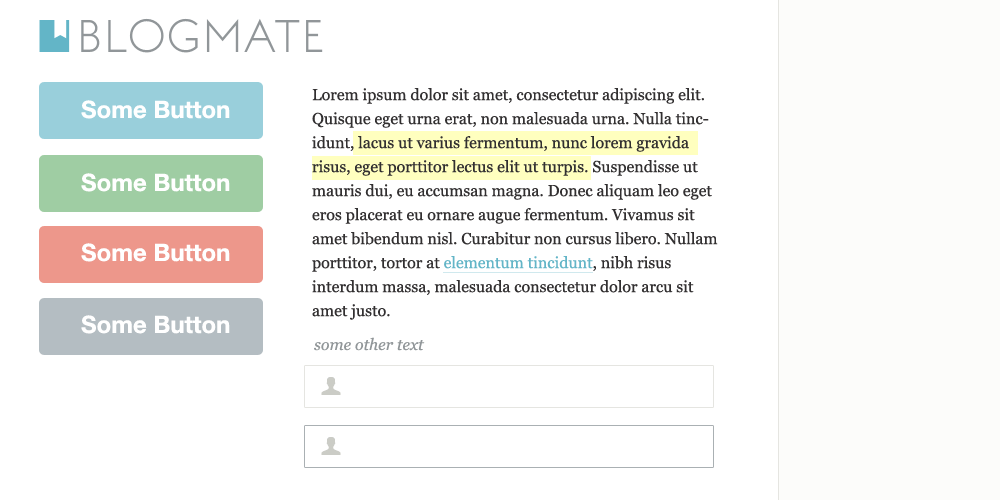 BLOGMATE
Some Button
Some Button
Some Button
Some Button
Lorem ipsum dolor sit amet, consectetur adipiscing elit.
Quisque eget urna erat, non malesuada urna. Nulla tinc-
idunt, lacus ut varius fermentum, nunc lorem gravida
risus, eget porttitor lectus elit ut turpis. Suspendisse ut
mauris dui, eu accumsan magna. Donec aliquam leo eget
eros placerat eu ornare augue fermentum. Vivamus sit
amet bibendum nisl. Curabitur non cursus libero. Nullam
porttitor, tortor at elementum tincidunt, nibh risus
interdum massa, malesuada consectetur dolor arcu sit
amet justo.
some other text